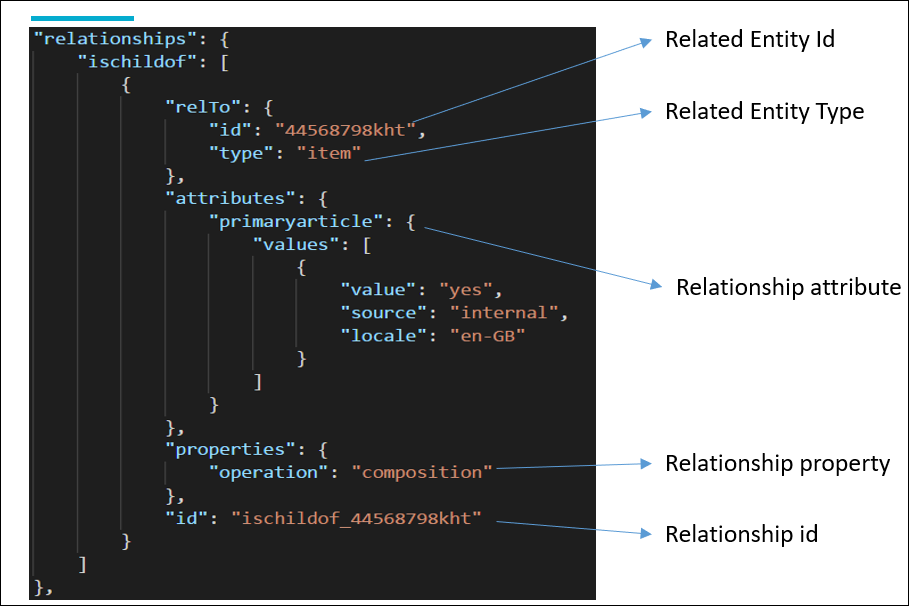 "relationships": {
"ischildof": [
{
"relTo": {
"id": "44568798kht",
"type": "item"
},
"attributes": {
"primaryarticle": {
"values": [
{
"value": "yes",
"source": "internal",
"locale": "en-GB"
}
]
}
},
"properties": {
"operation": "composition"
},
"id": "ischildof_44568798kht"
}
]
},
Related Entity Id
Related Entity Type
Relationship attribute
Relationship property
Relationship id